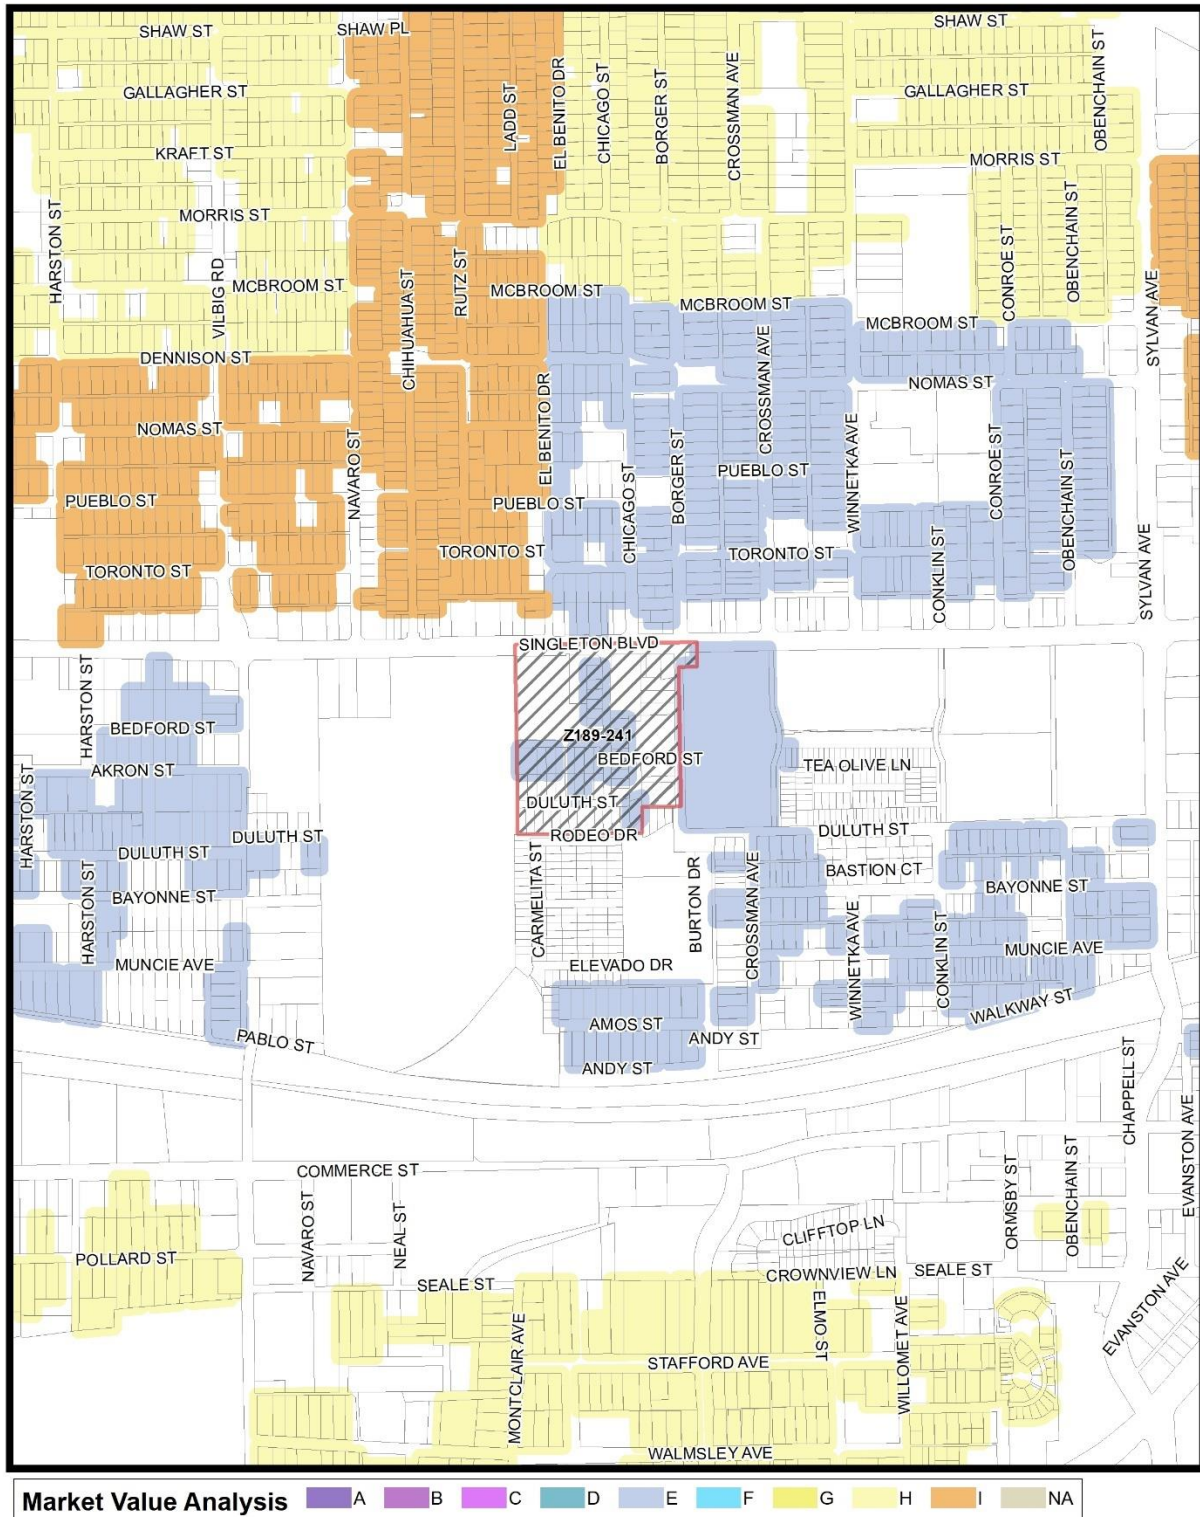 SHAW ST
SHAW PL
SHAW ST
GALLAGHER ST
GALLAGHER ST
KRAFT ST
MORRIS ST
MORRIS ST
HARSTON ST
VILBIG RD
MCBROOM ST
CHIHUAHUA ST
RUTZ ST
LADD ST
EL BENITO DR
CHICAGO ST
BORGER ST
CROSSMAN AVE
OBENCHAIN ST
CONROE ST
OBENCHAIN ST
SYLVAN AVE
MCBROOM ST
MCBROOM ST
MCBROOM ST
DENNISON ST
NOMAS ST
NOMAS ST
NAVARO ST
EL BENITO DR
CHICAGO ST
BORGER ST
CROSSMAN AVE
WINNETKA AVE
CONROE ST
OBENCHAIN ST
PUEBLO ST
PUEBLO ST
PUEBLO ST
TORONTO ST
TORONTO ST
TORONTO ST
CONKLIN ST
SYLVAN AVE
SINGLETON BLVD
HARSTON ST
BEDFORD ST
Z189-241
BEDFORD ST
AKRON ST
TEA OLIVE LN
HARSTON ST
DULUTH ST
DULUTH ST
DULUTH ST
DULUTH ST
RODEO DR
HARSTON ST
BAYONNE ST
CARMELITA ST
BURTON DR
CROSSMAN AVE
BASTION CT
BAYONNE ST
WINNETKA AVE
CONKLIN ST
MUNCIE AVE
MUNCIE AVE
ELEVADO DR
WALKWAY ST
AMOS ST
PABLO ST
ANDY ST
ANDY ST
CHAPPELL ST
EVANSTON AVE
COMMERCE ST
NAVARO ST
NEAL ST
ORMSBY ST
OBENCHAIN ST
CLIFFTOP LN
POLLARD ST
SEALE ST
CROWNVIEW LN
SEALE ST
EVANSTON AVE
MONTCLAIR AVE
ELMO ST
WILLOMET AVE
STAFFORD AVE
WALMSLEY AVE
Market Value Analysis A B C D E F G H I NA